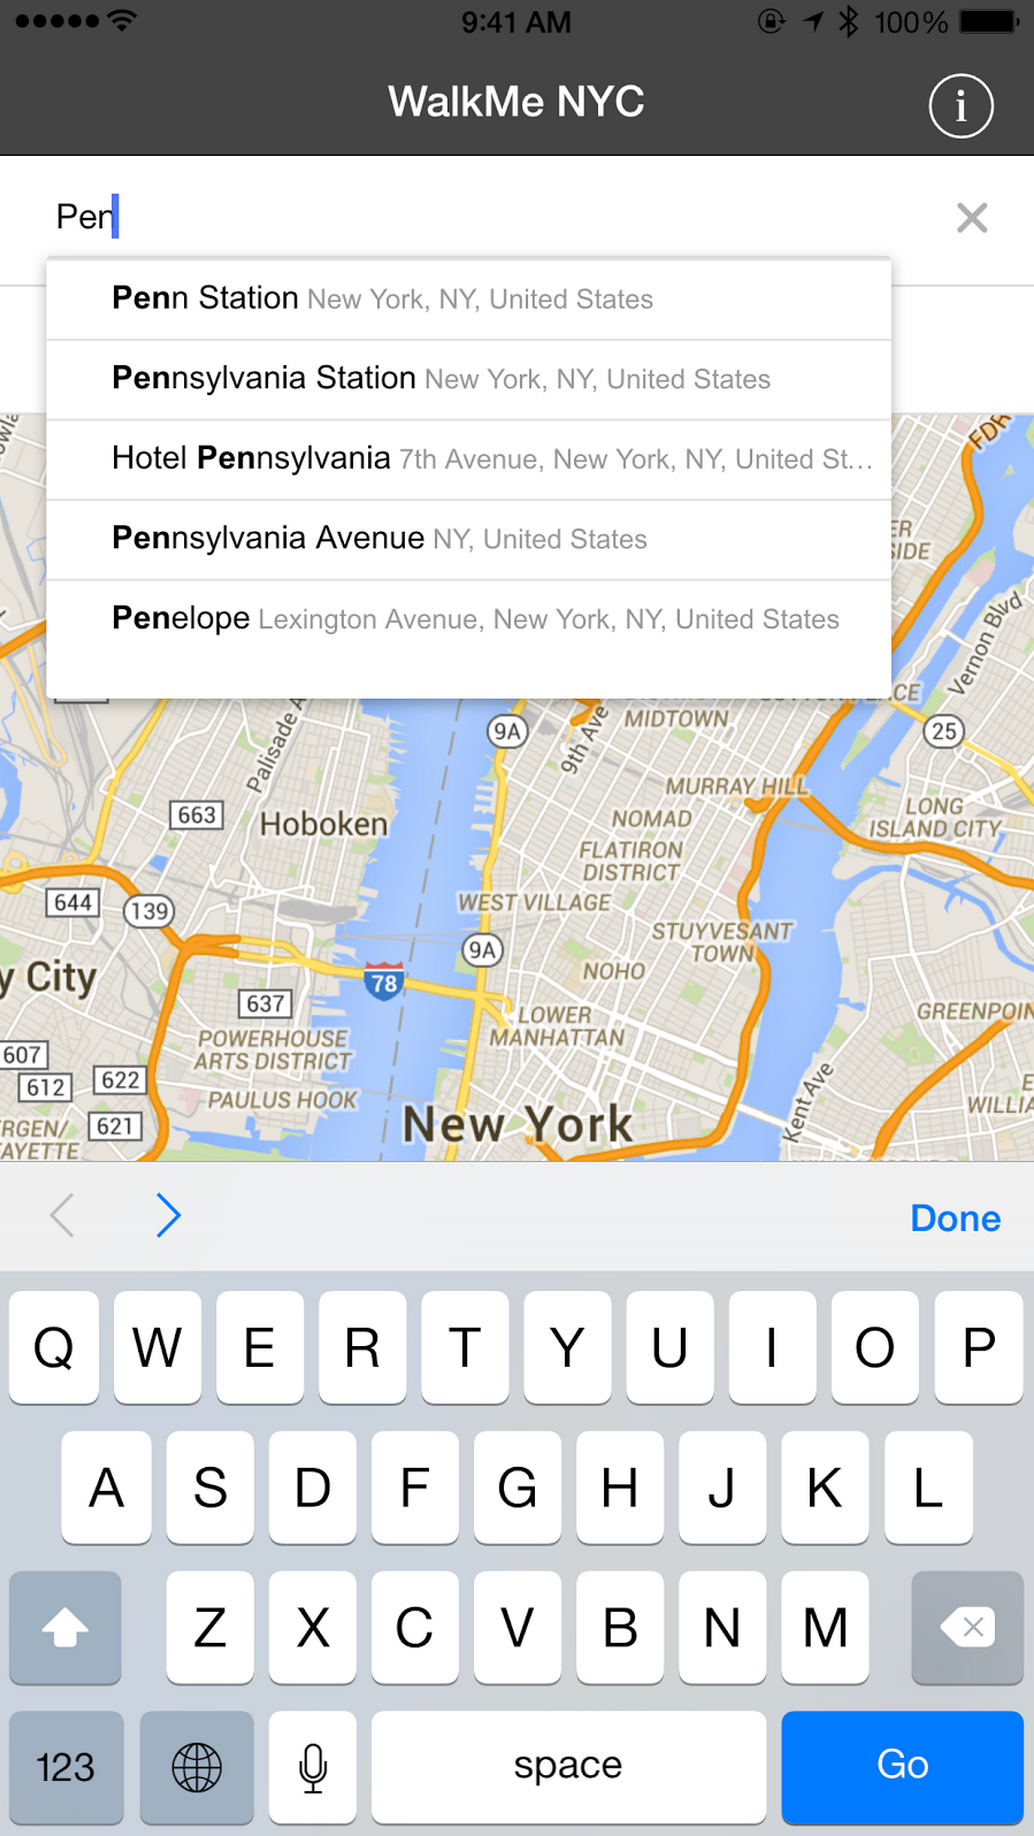 9:41 AM 100%
WalkMe NYC
Pen
Penn Station New York, NY, United States
Pennsylvania Station New York, NY, United States
Hotel Pennsylvania 7th Avenue, New York, NY, United St...
Pennsylvania Avenue NY, United States
Penelope Lexington Avenue, New York, NY, United States
FDR
Vernon Blvd
MIDTOWN
9A
9th Ave
25
Palisade A
MURRAY HILL
663
Hoboken
NOMAD
LONG
ISLAND CITY
FLATIRON
DISTRICT
644
139
WEST VILLAGE
STUYVESANT
TOWN
9A
NOHO
y City
78
637
LOWER
MANHATTAN
GREENPOIN
POWERHOUSE
ARTS DISTRICT
607
612
622
PAULUS HOOK
Kent Ave
WILLIA
621
RGEN/
AYETTE
New York
Done
Q W E R T Y U I O P
A S D F G H J K L
Z X C V B N M
123 space Go